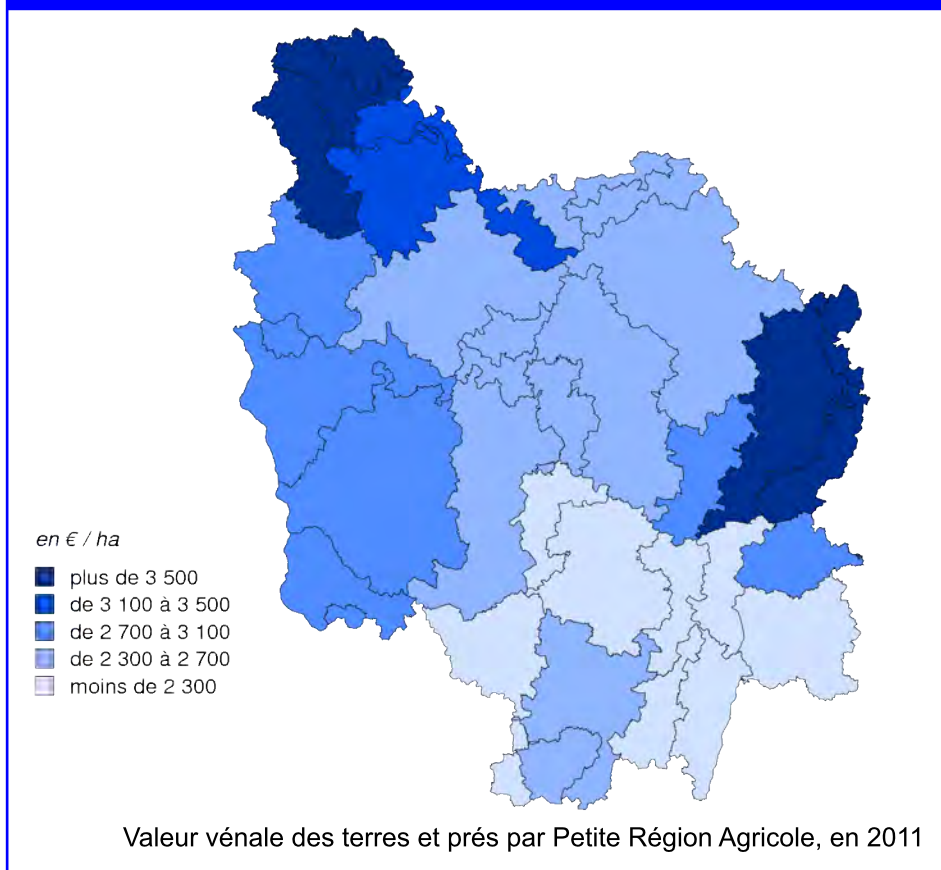 en € / ha
plus de 3 500
de 3 100 à 3 500
de 2 700 à 3 100
de 2 300 à 2 700
moins de 2 300
Valeur vénale des terres et prés par Petite Région Agricole, en 2011